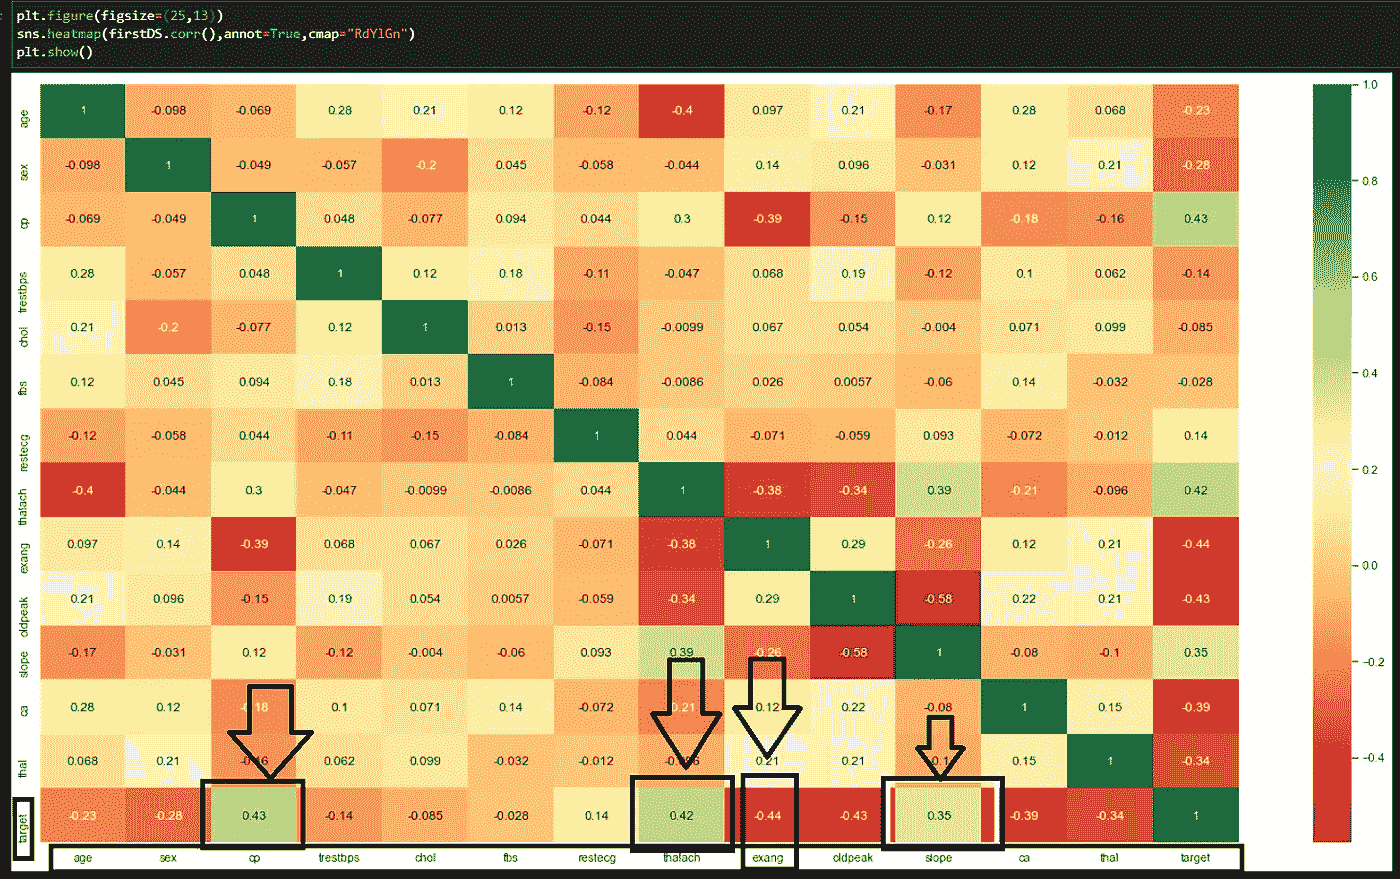 plt.figure(figsize=(25,13))
sns.heatmap(firstDS.corr(),annot=True,cmap="RdYlGn")
plt.show()
age 1 -0.098 -0.069 0.28 0.21 0.12 -0.12 -0.4 0.097 0.21 -0.17 0.28 0.068 -0.23 1.0
sex -0.098 1 -0.049 -0.057 -0.2 0.045 -0.058 -0.044 0.14 0.096 -0.031 0.12 0.21 -0.28 0.8
cp -0.069 -0.049 1 0.048 -0.077 0.094 0.044 0.3 -0.39 -0.15 0.12 -0.18 -0.16 0.43
trestbps 0.28 -0.057 0.048 1 0.12 0.18 -0.11 -0.047 0.068 0.19 -0.12 0.1 0.062 -0.14 0.6
chol 0.21 -0.2 -0.077 0.12 1 0.013 -0.15 -0.0099 0.067 0.054 -0.004 0.071 0.099 -0.085
fbs 0.12 0.045 0.094 0.18 0.013 1 -0.084 -0.0086 0.026 0.0057 -0.06 0.14 -0.032 -0.028 0.4
restecg -0.12 -0.058 0.044 -0.11 -0.15 -0.084 1 0.044 -0.071 -0.059 0.093 -0.072 -0.012 0.14 0.2
thalach -0.4 -0.044 0.3 -0.047 -0.0099 -0.0086 0.044 1 -0.38 -0.34 0.39 -0.21 -0.096 0.42
exang 0.097 0.14 -0.39 0.068 0.067 0.026 -0.071 -0.38 1 0.29 -0.26 0.12 0.21 -0.44 0.0
oldpeak 0.21 0.096 -0.15 0.19 0.054 0.0057 -0.059 -0.34 0.29 1 -0.58 0.22 0.21 -0.43
slope -0.17 -0.031 0.12 -0.12 -0.004 -0.06 0.093 0.39 -0.26 -0.58 1 -0.08 -0.1 0.35 -0.2
ca 0.28 0.12 0.1 0.071 0.14 -0.072 0.21 0.12 0.22 -0.08 1 0.15 -0.39
thal 0.068 0.21 0.062 0.099 -0.032 -0.012 0.21 0.21 0.15 1 -0.34 -0.4
target -0.23 -0.28 0.43 -0.14 -0.085 -0.028 0.14 0.42 -0.44 -0.43 0.35 -0.39 -0.34 1
age sex cp trestbps chol fbs restecg thalach exang oldpeak slope ca thal target